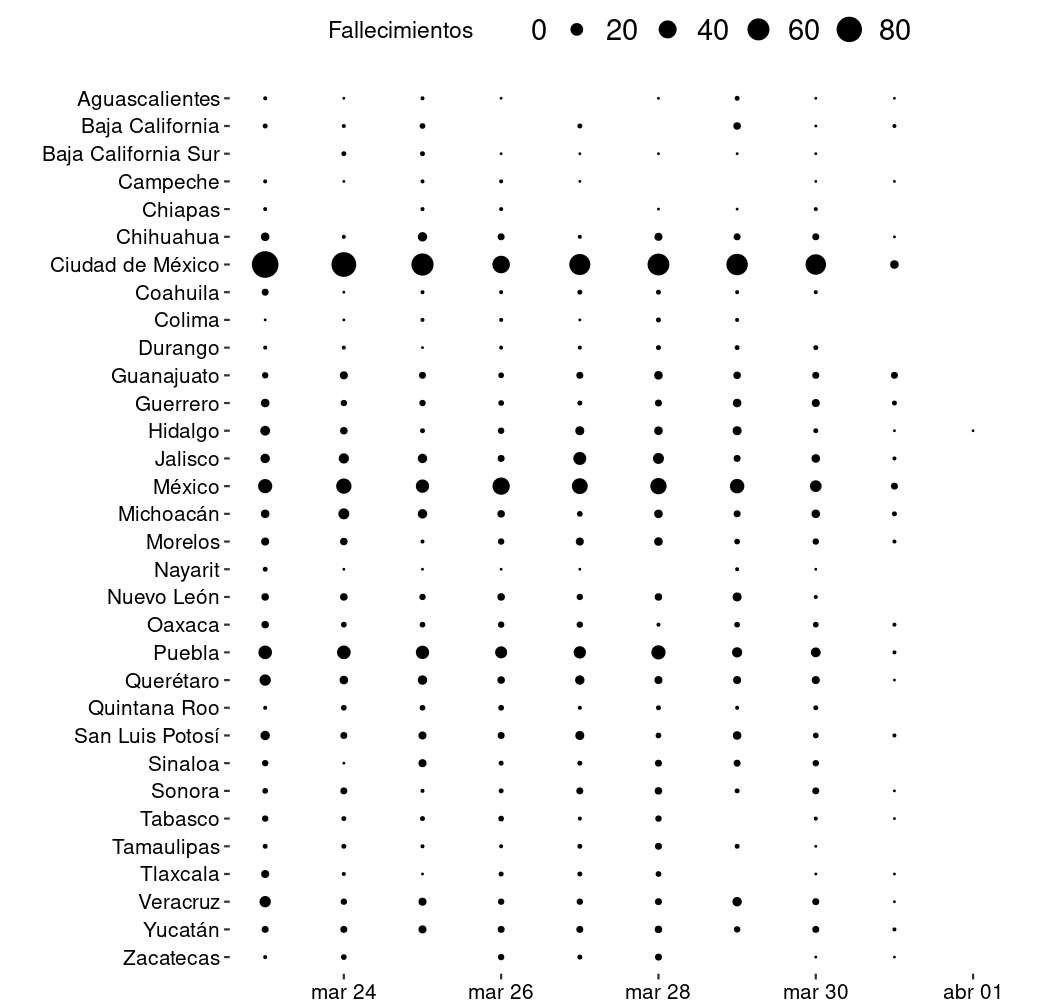 Fallecimientos 0 20 40 60 80
Aguascalientes
Baja California
Baja California Sur
Campeche
Chiapas
Chihuahua
Ciudad de México
Coahuila
Colima
Durango
Guanajuato
Guerrero
Hidalgo
Jalisco
México
Michoacán
Morelos
Nayarit
Nuevo León
Oaxaca
Puebla
Querétaro
Quintana Roo
San Luis Potosí
Sinaloa
Sonora
Tabasco
Tamaulipas
Tlaxcala
Veracruz
Yucatán
Zacatecas
mar 24 mar 26 mar 28 mar 30 abr 01